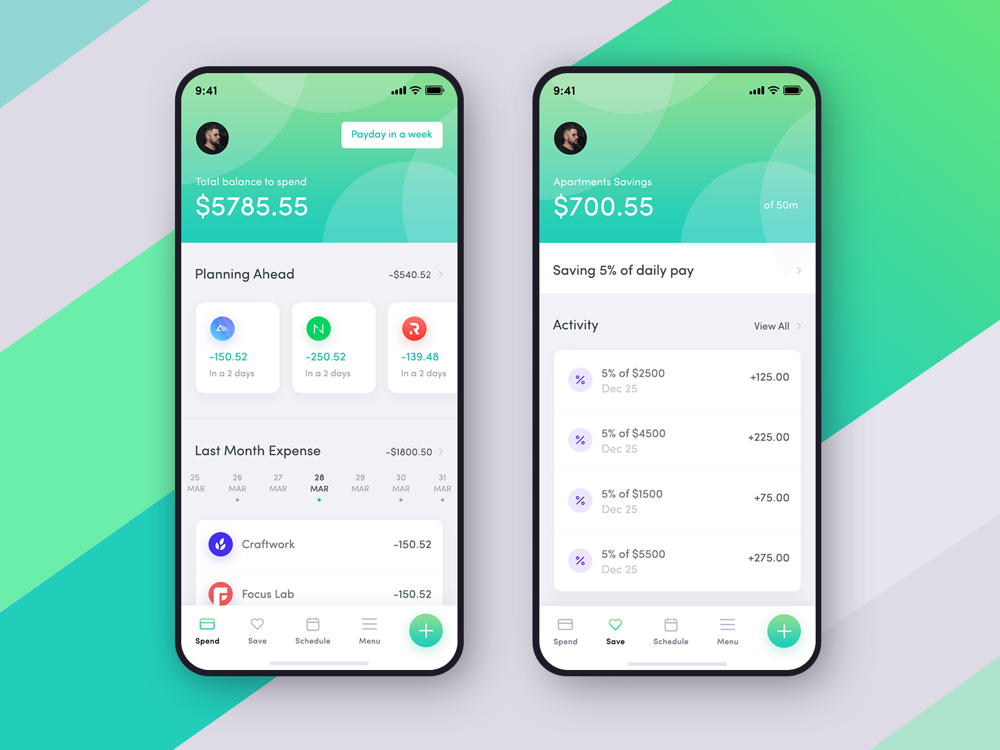 9:41
Payday in a week
Total balance to spend
$5785.55
Planning Ahead
-$540.52
-150.52
In a 2 days
-250.52
In a 2 days
-139.48
In a 2 days
Last Month Expense
-$1800.50
25 MAR
26 MAR
27 MAR
28 MAR
29 MAR
30 MAR
31 MAR
Craftwork
-150.52
Focus Lab
-150.52
Spend
Save
Schedule
Menu
9:41
Apartments Savings
$700.55
of 50m
Saving 5% of daily pay
Activity
View All
5% of $2500
Dec 25
+125.00
5% of $4500
Dec 25
+225.00
5% of $1500
Dec 25
+75.00
5% of $5500
Dec 25
+275.00
Spend
Save
Schedule
Menu